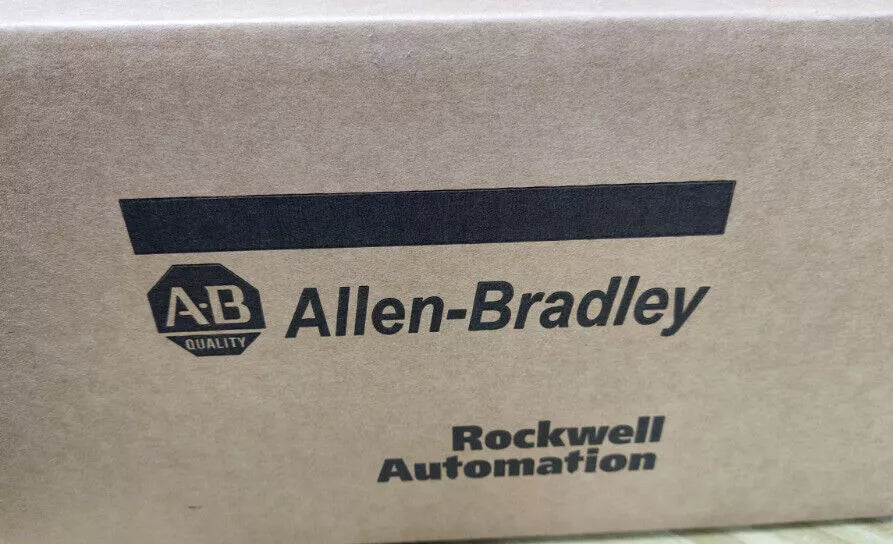 A·B
QUALITY
Allen-Bradley
Rockwell
Automation